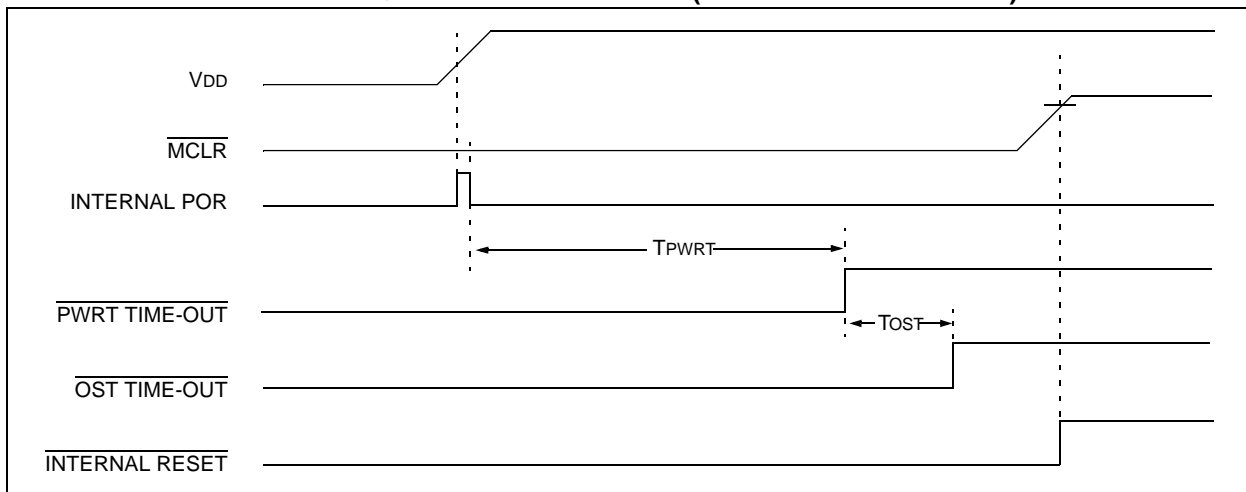 VDD
MCLR
INTERNAL POR
TPWRT
PWRT TIME-OUT
TOST
OST TIME-OUT
INTERNAL RESET